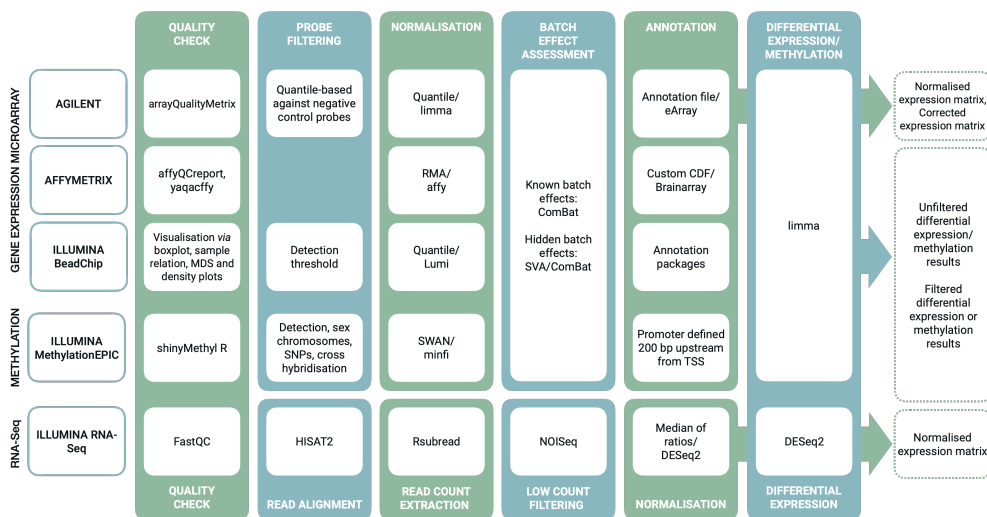 QUALITY
CHECK
PROBE
FILTERING
NORMALISATION
BATCH
EFFECT
ASSESSMENT
ANNOTATION
DIFFERENTIAL
EXPRESSION/
METHYLATION
GENE EXPRESSION MICROARRAY
AGILENT
arrayQualityMetrix
Quantile-based
against negative
control probes
Quantile/
limma
Annotation file/
eArray
Normalised
expression matrix,
Corrected
expression matrix
AFFYMETRIX
affyQCreport,
yaqacffy
RMA/
affy
Known batch
effects:
ComBat
Hidden batch
effects:
SVA/ComBat
Custom CDF/
Brainarray
limma
Unfiltered
differential
expression/
methylation
results
Filtered
differential
expression or
methylation
results
ILLUMINA
BeadChip
Visualisation via
boxplot, sample
relation, MDS and
density plots
Detection
threshold
Quantile/
Lumi
Annotation
packages
METHYLATION
ILLUMINA
MethylationEPIC
shinyMethyl R
Detection, sex
chromosomes,
SNPs, cross
hybridisation
SWAN/
minfi
Promoter defined
200 bp upstream
from TSS
RNA-Seq
ILLUMINA RNA-
Seq
FastQC
HISAT2
Rsubread
NOISeq
Median of
ratios/
DESeq2
DESeq2
Normalised
expression matrix
QUALITY
CHECK
READ ALIGNMENT
READ COUNT
EXTRACTION
LOW COUNT
FILTERING
NORMALISATION
DIFFERENTIAL
EXPRESSION